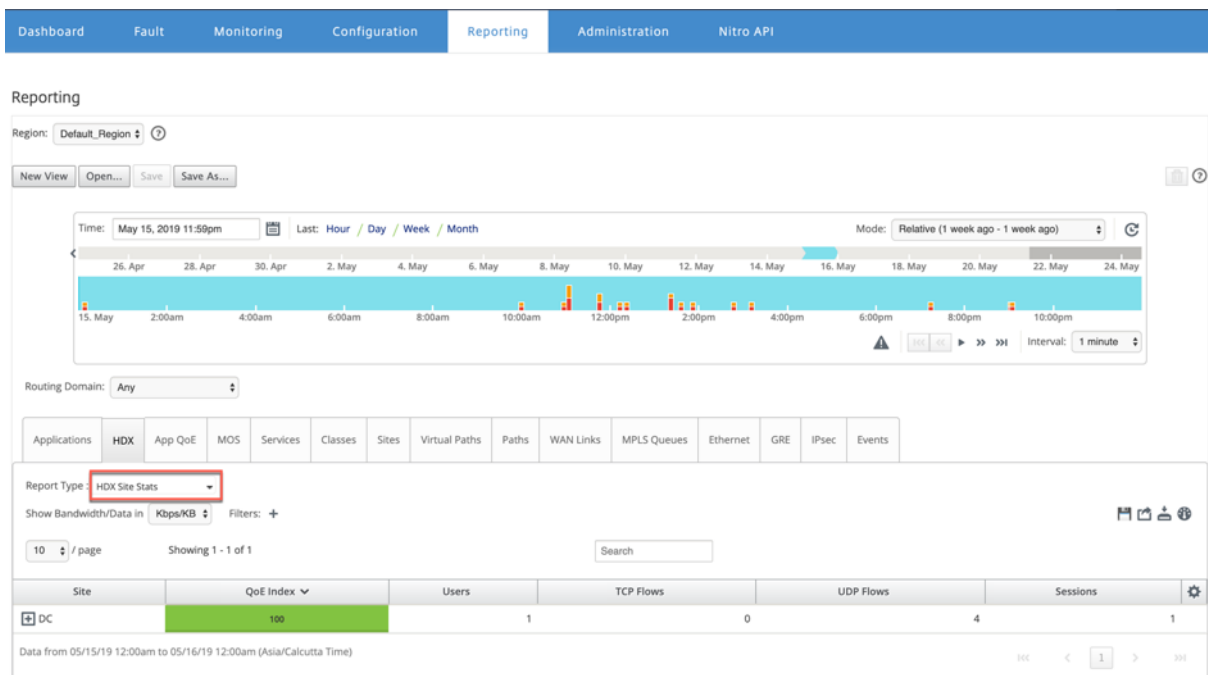 Dashboard Fault Monitoring Configuration Reporting Administration Nitro API
Reporting
Region: Default_Region ?
New View Open... Save Save As... ?
Time: May 15, 2019 11:59pm Last: Hour / Day / Week / Month Mode: Relative (1 week ago - 1 week ago)
26. Apr 28. Apr 30. Apr 2. May 4. May 6. May 8. May 10. May 12. May 14. May 16. May 18. May 20. May 22. May 24. May
15. May 2:00am 4:00am 6:00am 8:00am 10:00am 12:00pm 2:00pm 4:00pm 6:00pm 8:00pm 10:00pm
Interval: 1 minute
Routing Domain: Any
Applications HDX App QoE MOS Services Classes Sites Virtual Paths Paths WAN Links MPLS Queues Ethernet GRE IPsec Events
Report Type : HDX Site Stats
Show Bandwidth/Data in Kbps/KB Filters: +
10 / page Showing 1 - 1 of 1 Search
Site QoE Index Users TCP Flows UDP Flows Sessions
DC 100 1 0 4 1
Data from 05/15/19 12:00am to 05/16/19 12:00am (Asia/Calcutta Time) 1